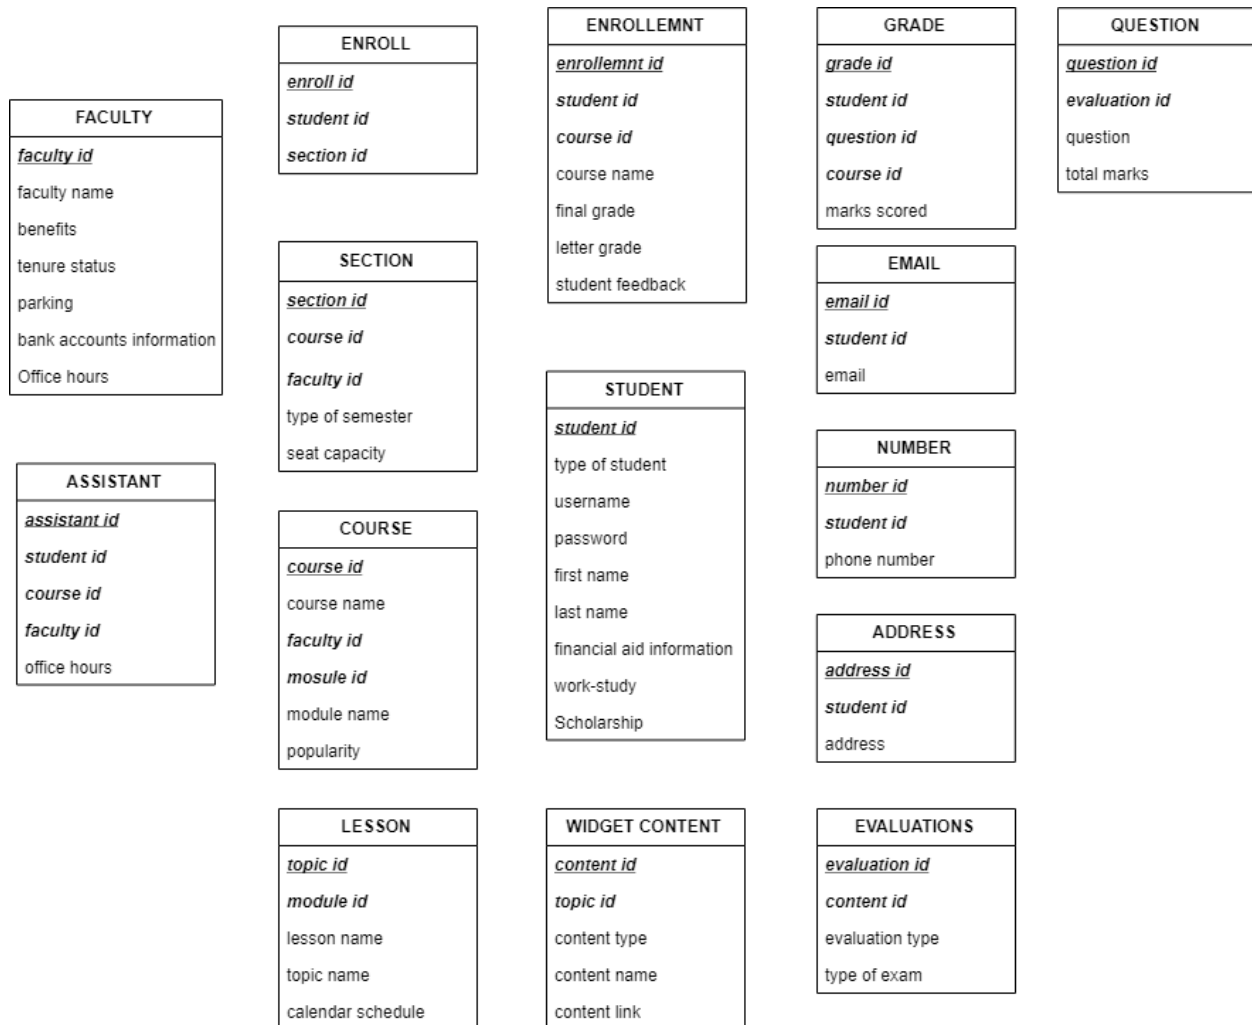 FACULTY
faculty id
faculty name
benefits
tenure status
parking
bank accounts information
Office hours
ASSISTANT
assistant id
student id
course id
faculty id
office hours
ENROLL
enroll id
student id
section id
SECTION
section id
course id
faculty id
type of semester
seat capacity
COURSE
course id
course name
faculty id
mosule id
module name
popularity
LESSON
topic id
module id
lesson name
topic name
calendar schedule
ENROLLEMNT
enrollemnt id
student id
course id
course name
final grade
letter grade
student feedback
STUDENT
student id
type of student
username
password
first name
last name
financial aid information
work-study
Scholarship
WIDGET CONTENT
content id
topic id
content type
content name
content link
GRADE
grade id
student id
question id
course id
marks scored
EMAIL
email id
student id
email
NUMBER
number id
student id
phone number
ADDRESS
address id
student id
address
EVALUATIONS
evaluation id
content id
evaluation type
type of exam
QUESTION
question id
evaluation id
question
total marks